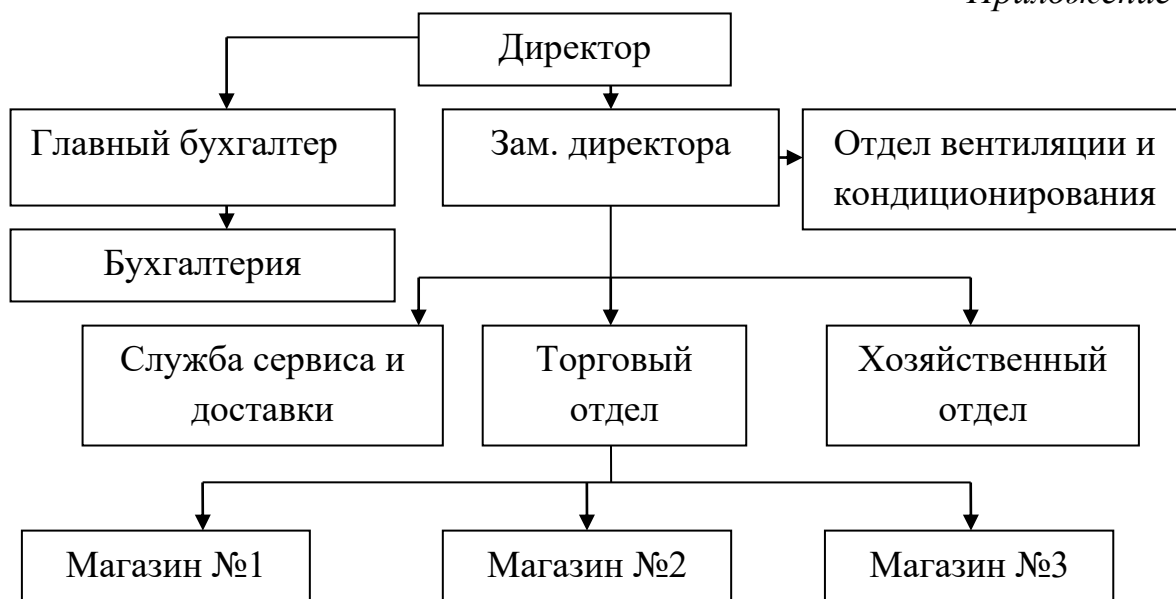 Приложение
Директор
Главный бухгалтер
Зам. директора
Отдел вентиляции и
кондиционирования
Бухгалтерия
Служба сервиса и
доставки
Торговый
отдел
Хозяйственный
отдел
Магазин №1
Магазин №2
Магазин №3